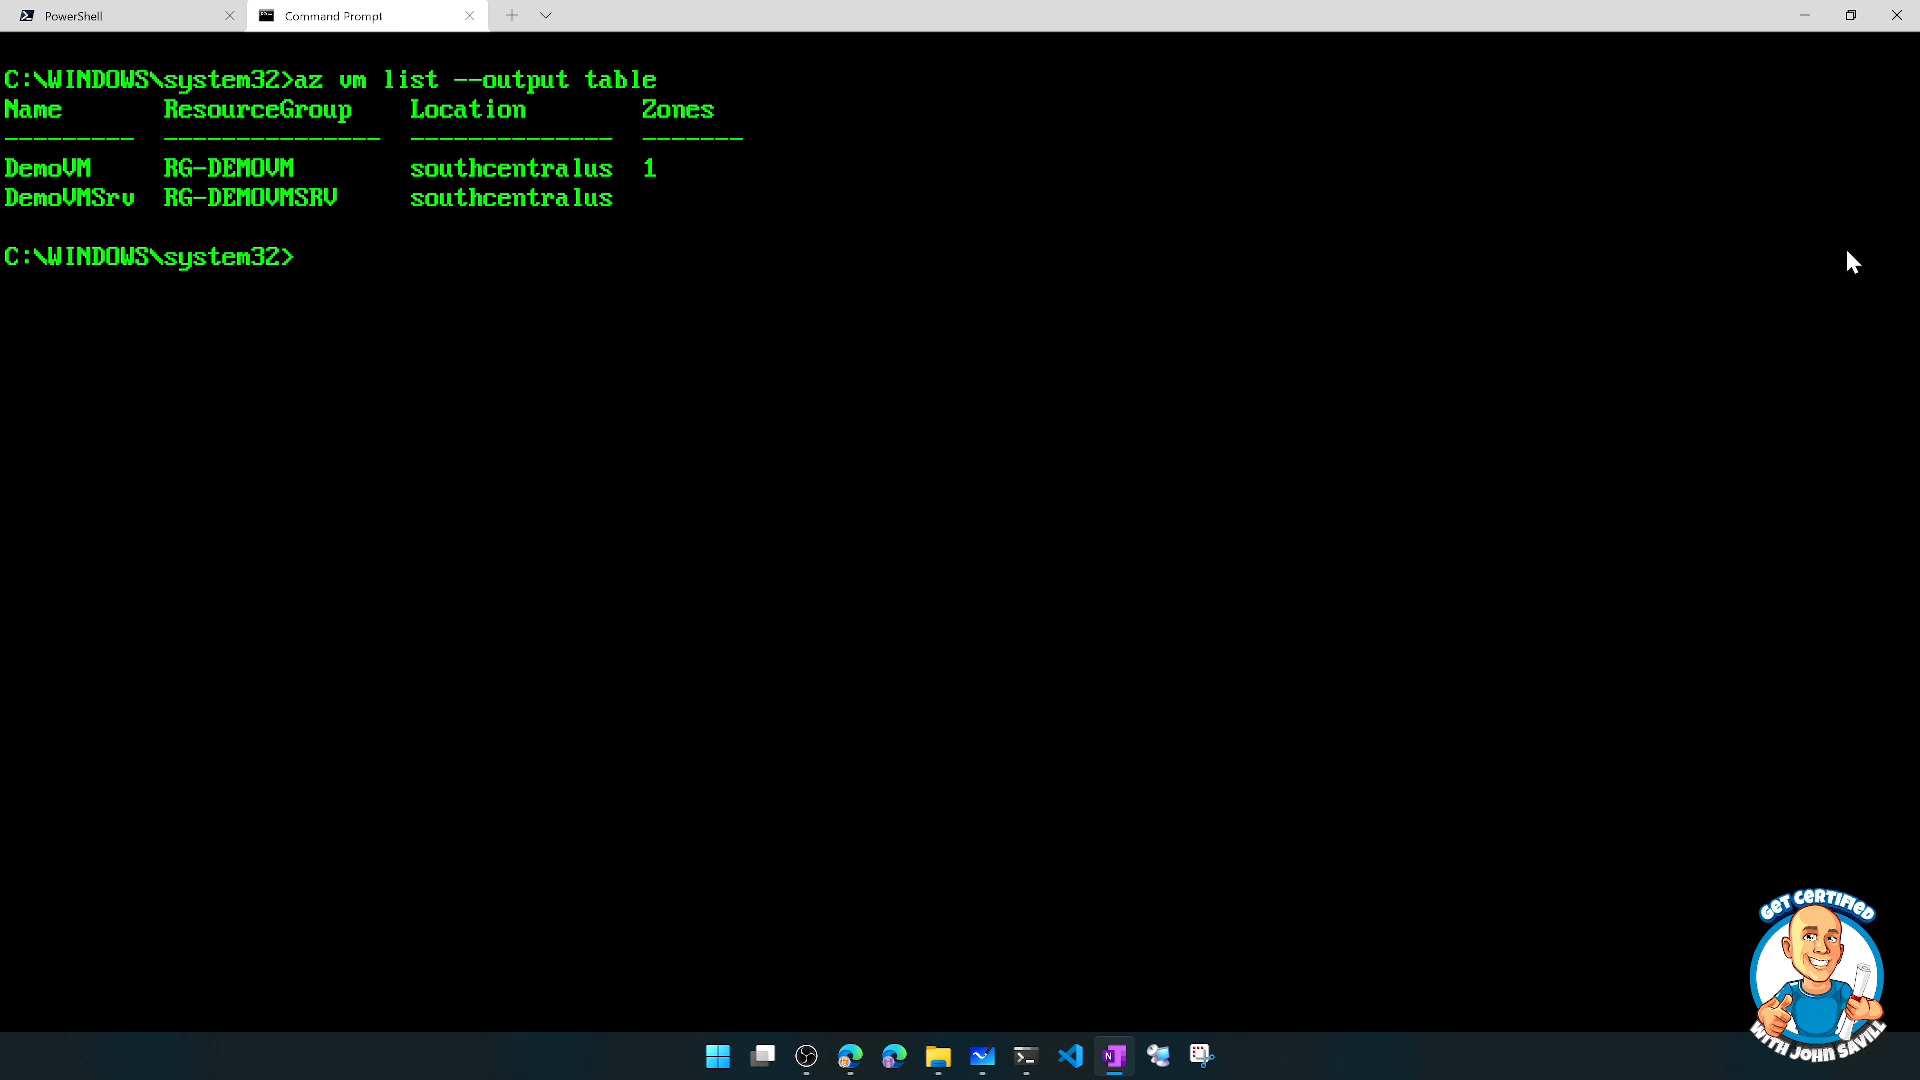 PowerShell
Command Prompt
C:\WINDOWS\system32>az vm list --output table
Name ResourceGroup Location Zones
--------- --------------- -------------- -------
DemoVM RG-DEMOVM southcentralus 1
DemoVMSrv RG-DEMOVMSRV southcentralus
C:\WINDOWS\system32>
GET CERTIFIED
WITH JOHN SAVILL